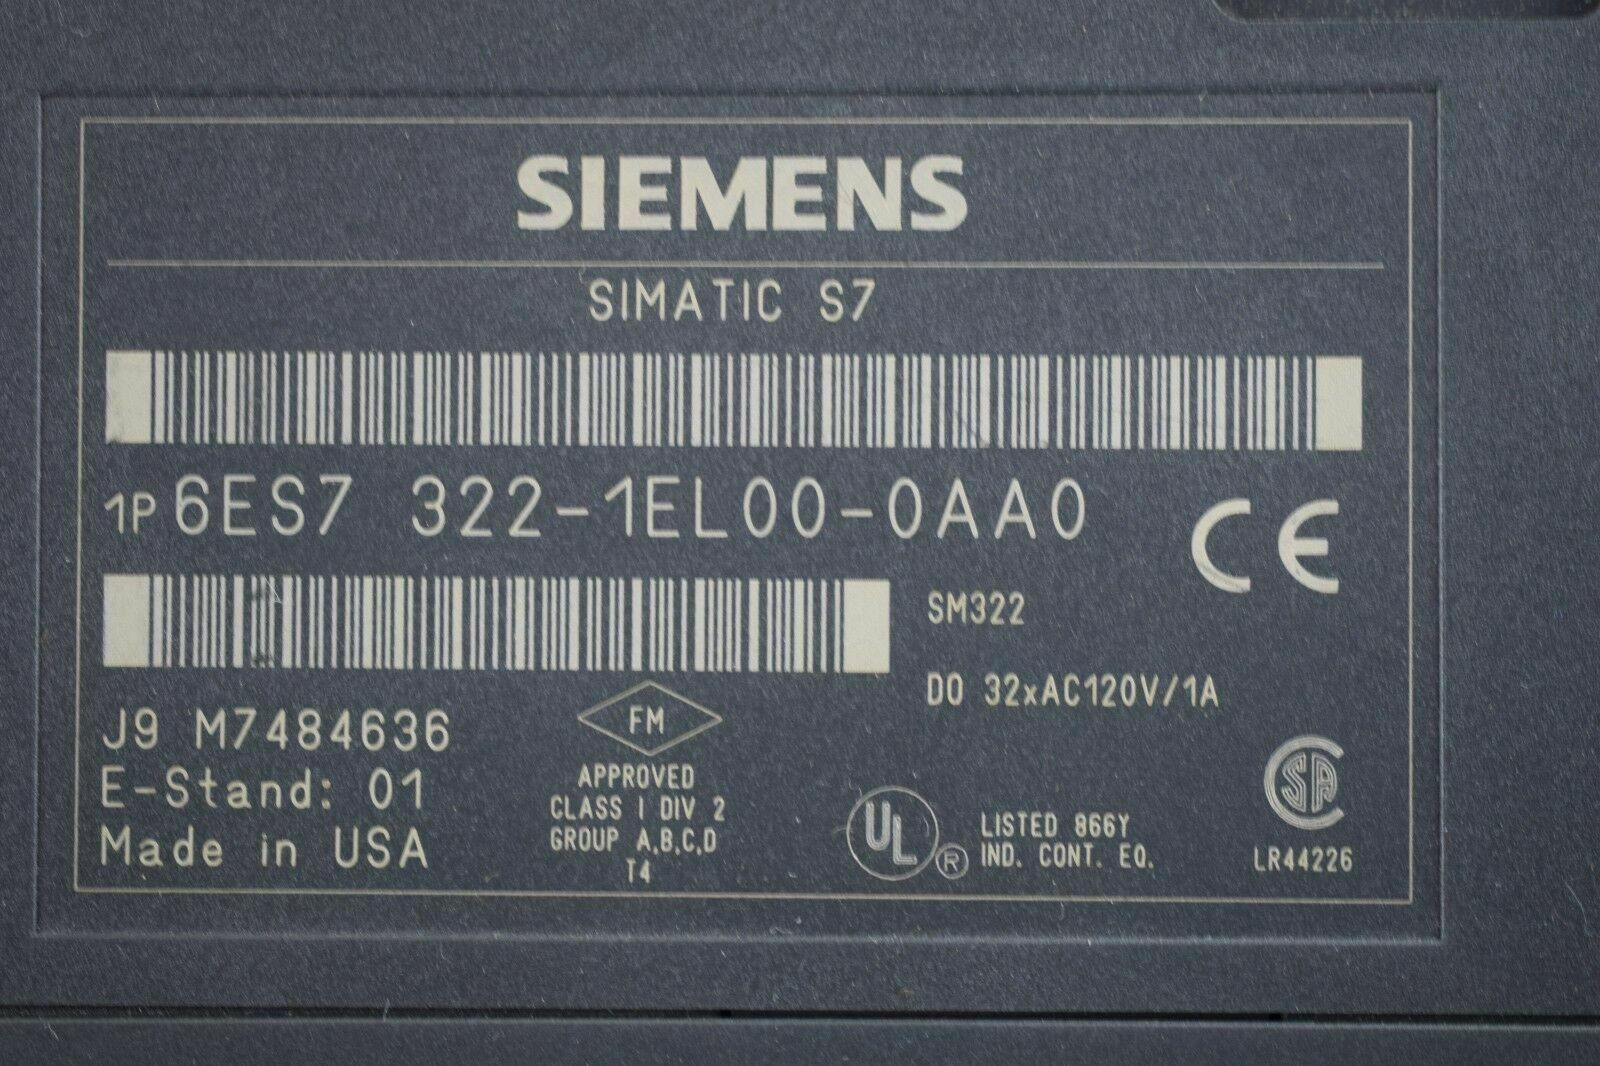 SIEMENS
SIMATIC S7
1P 6ES7 322-1EL00-0AA0
CE
SM322
DO 32xAC120V/1A
J9 M7484636
E-Stand: 01
Made in USA
FM
APPROVED
CLASS I DIV 2
GROUP A,B,C,D
T4
UL ®
LISTED 866Y
IND. CONT. EQ.
CSA
LR44226